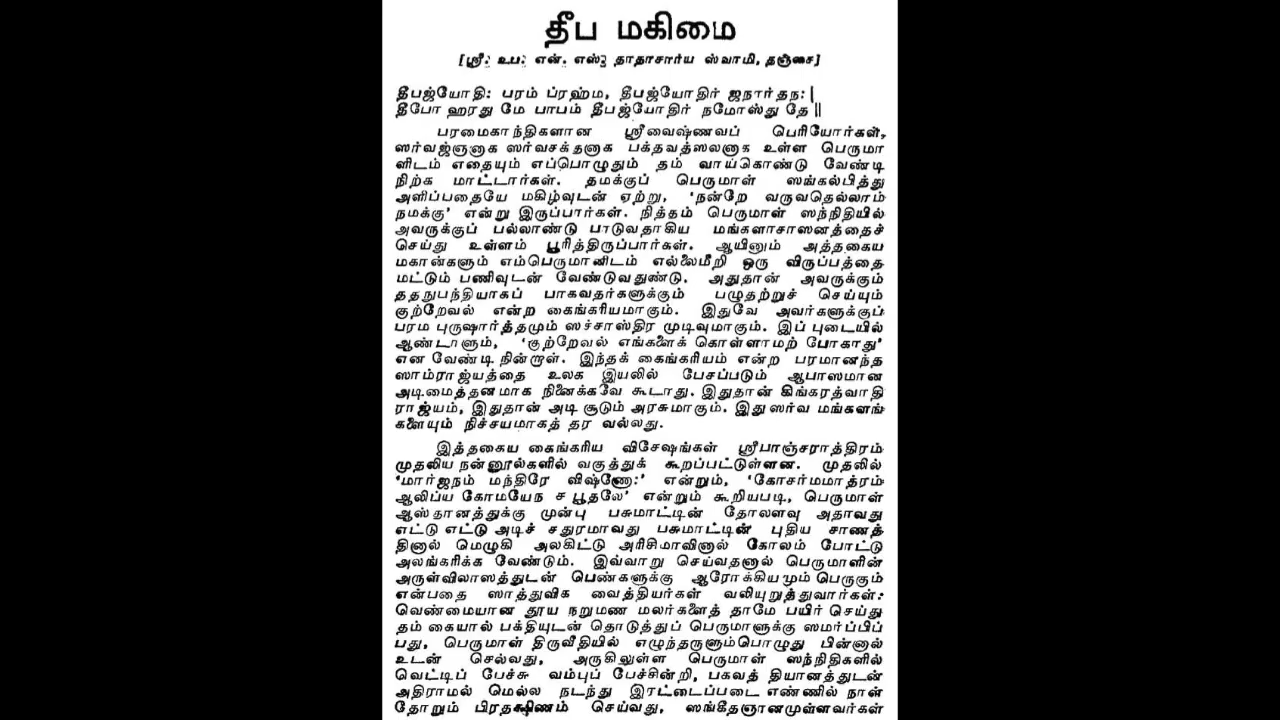 தீப மகிமை
[ஸ்ரீ உப. என். எஸ். தாதாசார்ய ஸ்வாமி, தஞ்சை]
தீபஜ்யோதி: பரம் ப்ரஹ்ம, தீபஜ்யோதிர் ஜநார்தந: |
தீபோ ஹரது மே பாபம் தீபஜ்யோதிர் நமோஸ்து தே ||
பரமைகாந்திகளான ஸ்ரீவைஷ்ணவப் பெரியோர்கள்,
ஸர்வஜ்ஞனாக ஸர்வசக்தனாக பக்தவத்ஸலனாக உள்ள பெருமா
ளிடம் எதையும் எப்பொழுதும் தம் வாய்கொண்டு வேண்டி
நிற்க மாட்டார்கள். தமக்குப் பெருமாள் ஸங்கல்பித்து
அளிப்பதையே மகிழ்வுடன் ஏற்று, 'நன்றே வருவதெல்லாம்
நமக்கு' என்று இருப்பார்கள். நித்தம் பெருமாள் ஸந்நிதியில்
அவருக்குப் பல்லாண்டு பாடுவதாகிய மங்களாசாஸனத்தைச்
செய்து உள்ளம் பூரித்திருப்பார்கள். ஆயினும் அத்தகைய
மகான்களும் எம்பெருமானிடம் எல்லைமீறி ஒரு விருப்பத்தை
மட்டும் பணிவுடன் வேண்டுவதுண்டு. அதுதான் அவருக்கும்
ததநுபந்தியாகப் பாகவதர்களுக்கும் பழுதற்றுச் செய்யும்
குற்றேவல் என்ற கைங்கரியமாகும். இதுவே அவர்களுக்குப்
பரம புருஷார்த்தமும் ஸச்சாஸ்திர முடிவுமாகும். இப் புடையில்
ஆண்டாளும், 'குற்றேவல் எங்களைக் கொள்ளாமற் போகாது'
என வேண்டி நின்றாள். இந்தக் கைங்கரியம் என்ற பரமானந்த
ஸாம்ராஜ்யத்தை உலக இயலில் பேசப்படும் ஆபாஸமான
அடிமைத்தனமாக நினைக்கவே கூடாது. இதுதான் கிங்கரத்வாதி
ராஜ்யம், இதுதான் அடி சூடும் அரசுமாகும். இது ஸர்வ மங்களங்
களையும் நிச்சயமாகத் தர வல்லது.
இத்தகைய கைங்கரிய விசேஷங்கள் ஸ்ரீபாஞ்சராத்திரம்
முதலிய நன்னூல்களில் வகுத்துக் கூறப்பட்டுள்ளன. முதலில்
'மார்ஜநம் மந்திரே விஷ்ணோ:' என்றும், 'கோசர்மமாத்ரம்
ஆலிப்ய கோமயேந ச பூதலே' என்றும் கூறியபடி, பெருமாள்
ஆஸ்தானத்துக்கு முன்பு பசுமாட்டின் தோலளவு அதாவது
எட்டு எட்டு அடிச் சதுரமாவது பசுமாட்டின் புதிய சாணத்
தினால் மெழுகி அலகிட்டு அரிசிமாவினால் கோலம் போட்டு
அலங்கரிக்க வேண்டும். இவ்வாறு செய்வதனால் பெருமாளின்
அருள்விலாஸத்துடன் பெண்களுக்கு ஆரோக்கியமும் பெருகும்
என்பதை ஸாத்துவிக வைத்தியர்கள் வலியுறுத்துவார்கள்:
வெண்மையான தூய நறுமண மலர்களைத் தாமே பயிர் செய்து
தம் கையால் பக்தியுடன் தொடுத்துப் பெருமாளுக்கு ஸமர்ப்பிப்
பது, பெருமாள் திருவீதியில் எழுந்தருளும்பொழுது பின்னால்
உடன் செல்வது, அருகிலுள்ள பெருமாள் ஸந்நிதிகளில்
வெட்டிப் பேச்சு வம்புப் பேச்சின்றி, பகவத் தியானத்துடன்
அதிராமல் மெல்ல நடந்து இரட்டைப்படை எண்ணில் நாள்
தோறும் பிரதக்ஷிணம் செய்வது, ஸங்கீதஞானமுள்ளவர்கள்